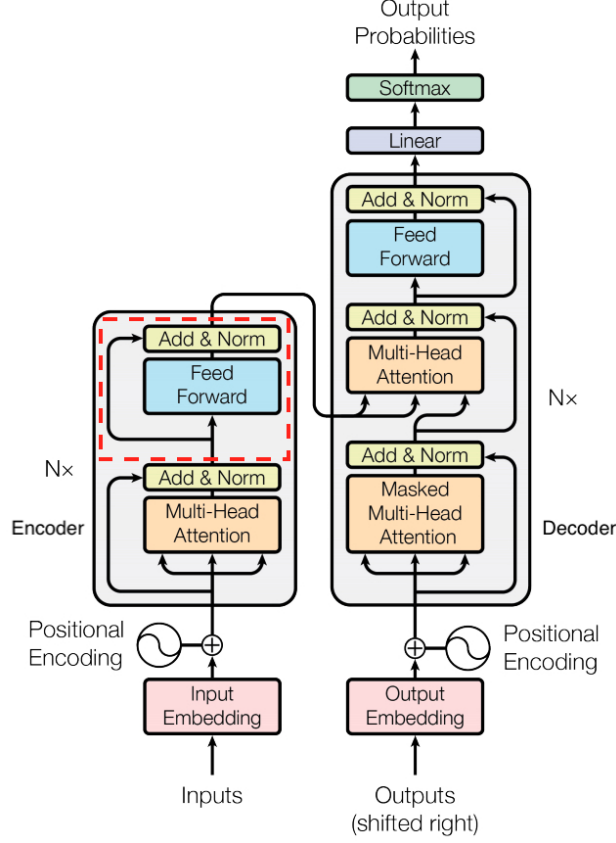 Output
Probabilities
Softmax
Linear
Add & Norm
Feed
Forward
Add & Norm
Multi-Head
Attention
Add & Norm
Masked
Multi-Head
Attention
N×
Decoder
Add & Norm
Feed
Forward
Add & Norm
Multi-Head
Attention
N×
Encoder
Positional
Encoding
Positional
Encoding
Input
Embedding
Output
Embedding
Inputs
Outputs
(shifted right)